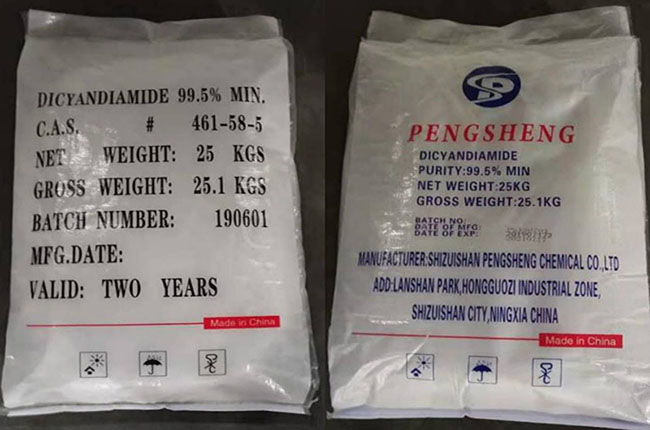 DICYANDIAMIDE 99.5% MIN.
C.A.S. # 461-58-5
NET WEIGHT: 25 KGS
GROSS WEIGHT: 25.1 KGS
BATCH NUMBER: 190601
MFG.DATE:
VALID: TWO YEARS
Made in China
PENGSHENG
DICYANDIAMIDE
PURITY:99.5% MIN
NET WEIGHT:25KG
GROSS WEIGHT:25.1KG
BATCH NO:
DATE OF MFG:
DATE OF EXP:
MANUFACTURER:SHIZUISHAN PENGSHENG CHEMICAL CO.,LTD
ADD:LANSHAN PARK,HONGGUOZI INDUSTRIAL ZONE,
SHIZUISHAN CITY,NINGXIA CHINA
Made in China